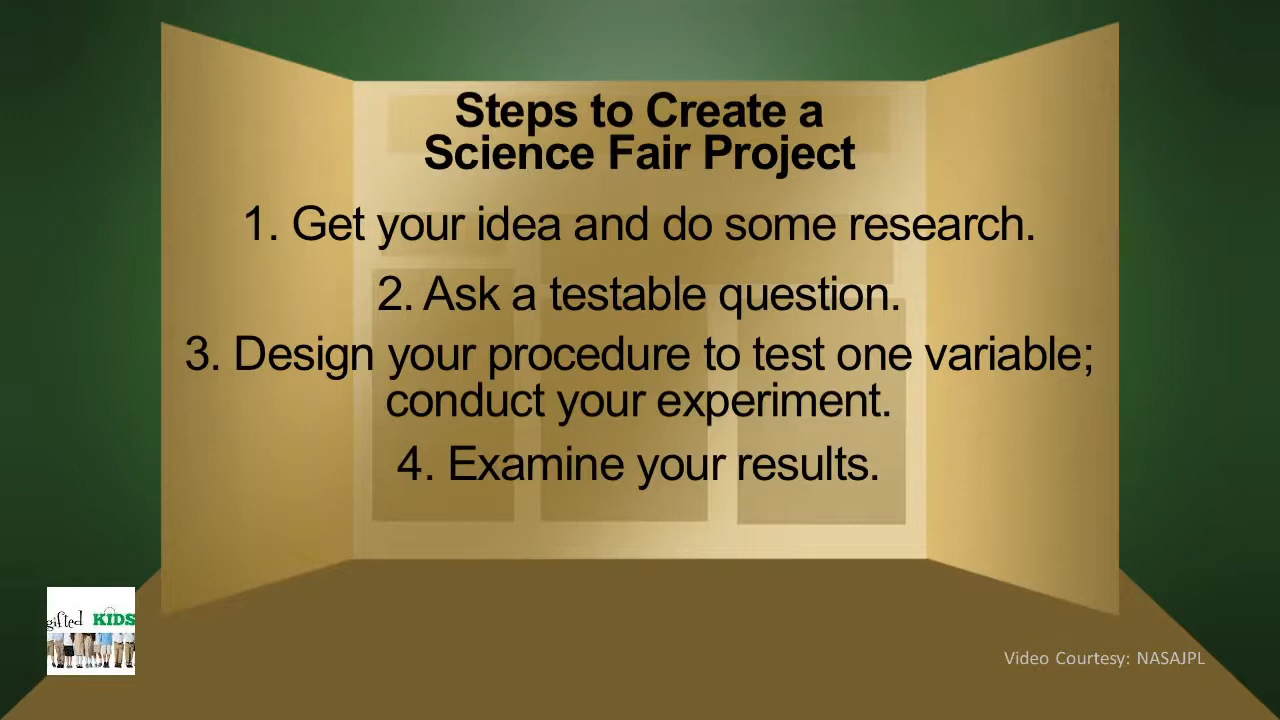 Steps to Create a
Science Fair Project
1. Get your idea and do some research.
2. Ask a testable question.
3. Design your procedure to test one variable;
conduct your experiment.
4. Examine your results.
gifted KIDS
Video Courtesy: NASAJPL